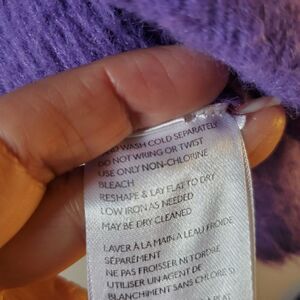 WASH COLD SEPARATELY
DO NOT WRING OR TWIST
USE ONLY NON-CHLORINE
BLEACH
RESHAPE & LAY FLAT TO DRY
LOW IRON AS NEEDED
MAY BE DRY CLEANED
LAVER À LA MAIN A L'EAU FROIDE
SÉPARÉMENT
NE PAS FROISSER NI TORDRE
UTILISER UN AGENT DE
BLANCHIMENT SANS CHLORE